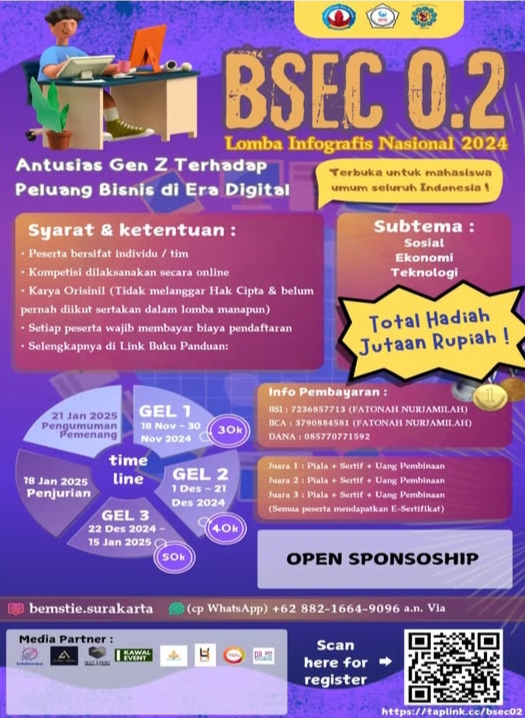 BSEC 0.2
Lomba Infografis Nasional 2024
Antusias Gen Z Terhadap
Peluang Bisnis di Era Digital
Terbuka untuk mahasiswa
umum seluruh Indonesia !
Syarat & ketentuan :
• Peserta bersifat individu / tim
• Kompetisi dilaksanakan secara online
• Karya Orisinil (Tidak melanggar Hak Cipta & belum
pernah diikut sertakan dalam lomba manapun)
• Setiap peserta wajib membayar biaya pendaftaran
• Selengkapnya di Link Buku Panduan:
Subtema :
Sosial
Ekonomi
Teknologi
Total Hadiah
Jutaan Rupiah !
time
line
GEL 1
18 Nov – 30
Nov 2024
30k
GEL 2
1 Des – 21
Des 2024
40k
GEL 3
22 Des 2024 –
15 Jan 2025
50k
18 Jan 2025
Penjurian
21 Jan 2025
Pengumuman
Pemenang
Info Pembayaran :
BSI : 7236857713 (FATONAH NURJAMILAH)
BCA : 3790884581 (FATONAH NURJAMILAH)
DANA : 085770771592
Juara 1 : Piala + Sertif + Uang Pembinaan
Juara 2 : Piala + Sertif + Uang Pembinaan
Juara 3 : Piala + Sertif + Uang Pembinaan
(Semua peserta mendapatkan E-Sertifikat)
OPEN SPONSOSHIP
bemstie.surakarta
(cp WhatsApp) +62 882-1664-9096 a.n. Via
Media Partner :
KAWAL
EVENT
Scan
here for
register
https://taplink.cc/bsec02